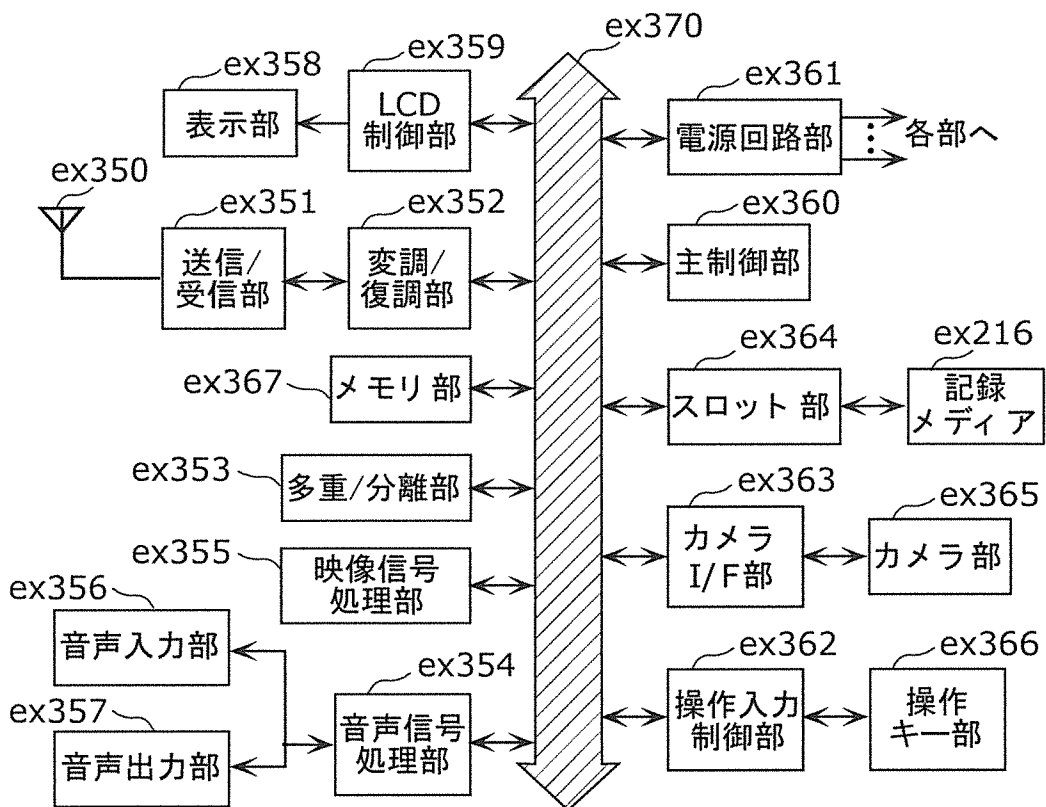 ex370
ex359
ex358
LCD
制御部
表示部
ex361
電源回路部
各部へ
ex350
ex351
送信/
受信部
ex352
変調/
復調部
ex360
主制御部
ex367
メモリ部
ex364
スロット部
ex216
記録
メディア
ex353
多重/分離部
ex363
カメラ
I/F部
ex365
カメラ部
ex355
映像信号
処理部
ex356
音声入力部
ex357
音声出力部
ex354
音声信号
処理部
ex362
操作入力
制御部
ex366
操作
キー部